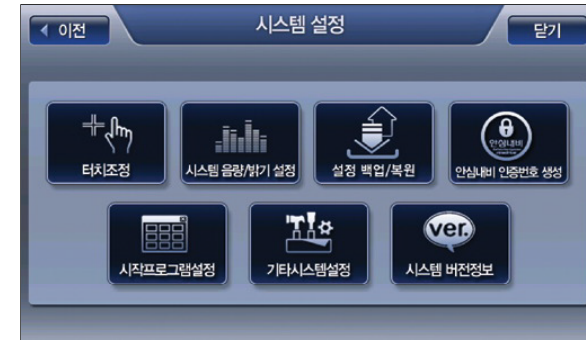 이전
시스템 설정
닫기
터치조정
시스템 음량/밝기 설정
설정 백업/복원
안심내비
안심내비 인증번호 생성
시작프로그램설정
ver.
기타시스템설정
시스템 버전정보